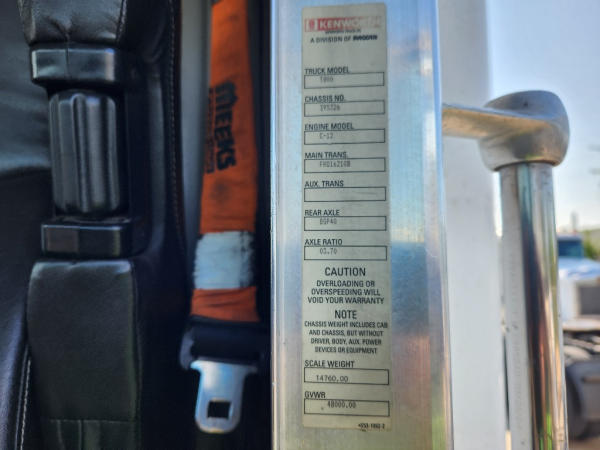 KENWORTH
A DIVISION OF PACCAR
TRUCK MODEL
T800
CHASSIS NO.
ENGINE MODEL
C-12
MAIN TRANS.
AUX. TRANS
REAR AXLE
DSP40
AXLE RATIO
03.70
CAUTION
OVERLOADING OR
OVERSPEEDING WILL
VOID YOUR WARRANTY
NOTE
CHASSIS WEIGHT INCLUDES CAB
AND CHASSIS, BUT WITHOUT
DRIVER, BODY, AUX. POWER
DEVICES OR EQUIPMENT
SCALE WEIGHT
14760.00
GVWR
48000.00
MEEKS